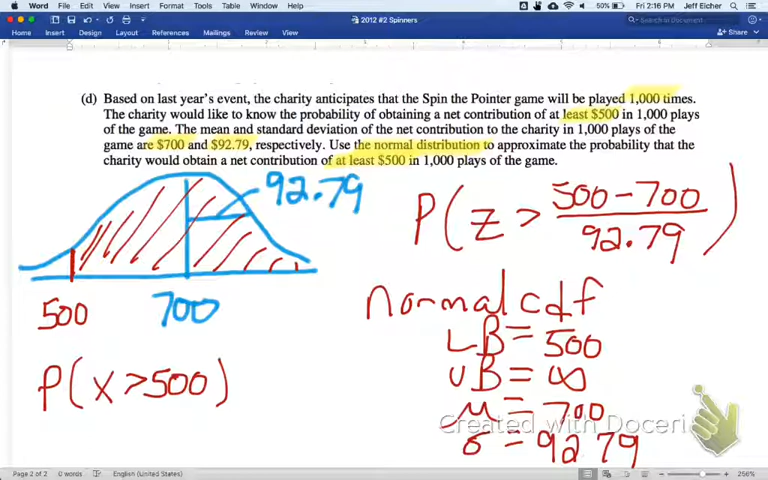 Word File Edit View Insert Format Tools Table Window Help 50% Fri 2:16 PM Jeff Eicher
2012 #2 Spinners
Search in Document
Home Insert Design Layout References Mailings Review View Share
(d) Based on last year's event, the charity anticipates that the Spin the Pointer game will be played 1,000 times.
The charity would like to know the probability of obtaining a net contribution of at least $500 in 1,000 plays
of the game. The mean and standard deviation of the net contribution to the charity in 1,000 plays of the
game are $700 and $92.79, respectively. Use the normal distribution to approximate the probability that the
charity would obtain a net contribution of at least $500 in 1,000 plays of the game.
92.79
500 700
P(x>500)
P(z > 500-700
92.79)
normal cdf
LB = 500
UB = ∞
μ = 700
σ = 92.79
Created with Doceri
Page 2 of 2 0 words English (United States) 256%